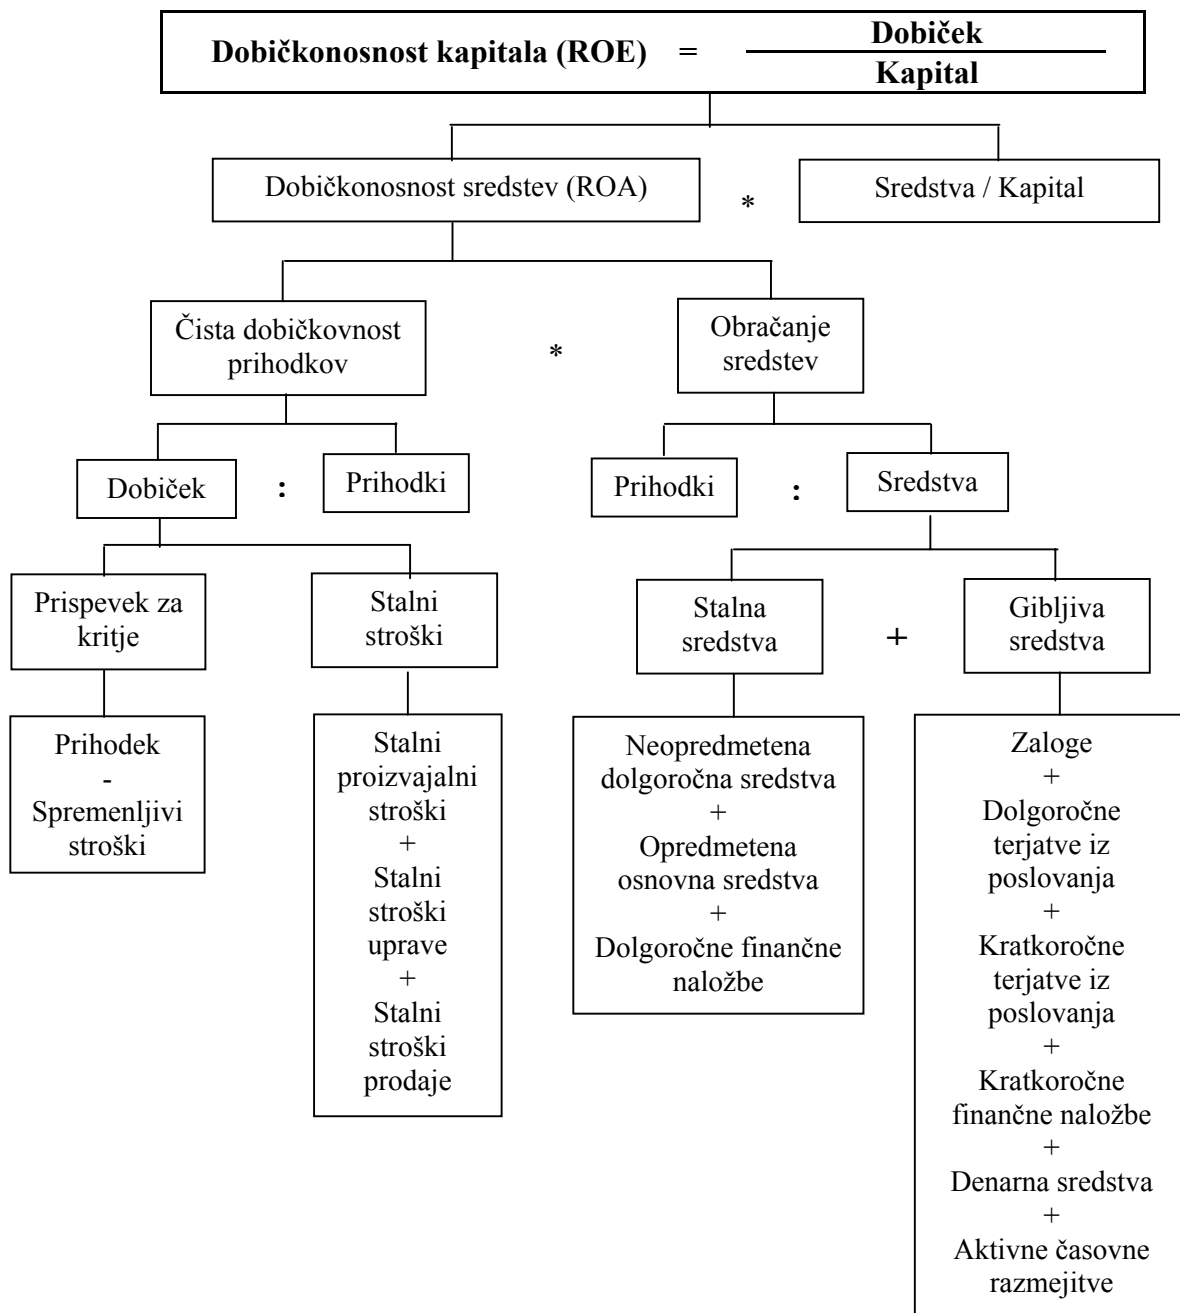 Dobičkonosnost kapitala (ROE) = Dobiček
Kapital
Dobičkonosnost sredstev (ROA)
*
Sredstva / Kapital
Čista dobičkovnost
prihodkov
*
Obračanje
sredstev
Dobiček
:
Prihodki
Prihodki
:
Sredstva
Prispevek za
kritje
Stalni
stroški
Stalna
sredstva
+
Gibljiva
sredstva
Prihodek
-
Spremenljivi
stroški
Stalni
proizvajalni
stroški
+
Stalni
stroški
uprave
+
Stalni
stroški
prodaje
Neopredmetena
dolgoročna sredstva
+
Opredmetena
osnovna sredstva
+
Dolgoročne finančne
naložbe
Zaloge
+
Dolgoročne
terjatve iz
poslovanja
+
Kratkoročne
terjatve iz
poslovanja
+
Kratkoročne
finančne naložbe
+
Denarna sredstva
+
Aktivne časovne
razmejitve